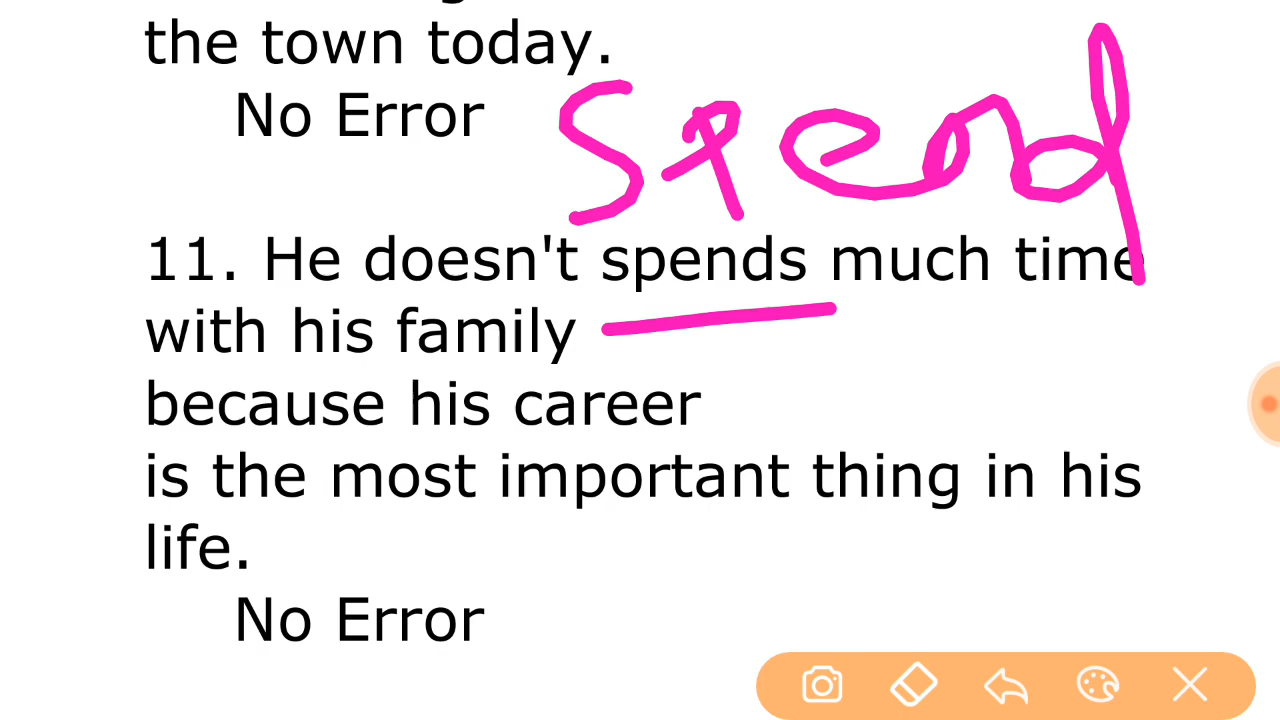 the town today.
No Error
spend
11. He doesn't spends much time
with his family
because his career
is the most important thing in his
life.
No Error